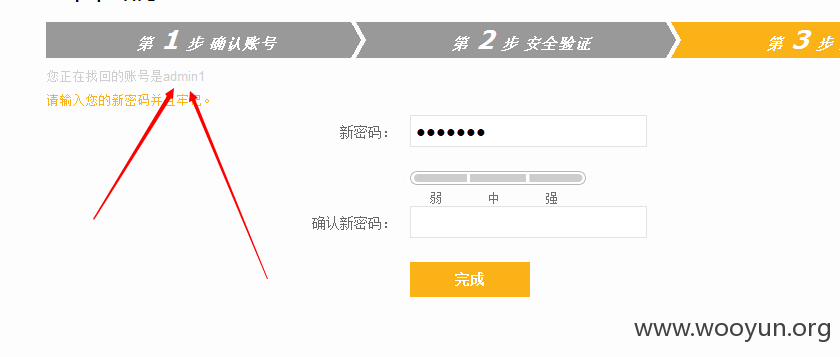 第 1 步 确认账号
第 2 步 安全验证
第 3 步
您正在找回的账号是admin1
请输入您的新密码并且牢记。
新密码：
弱 中 强
确认新密码：
完成
www.wooyun.org